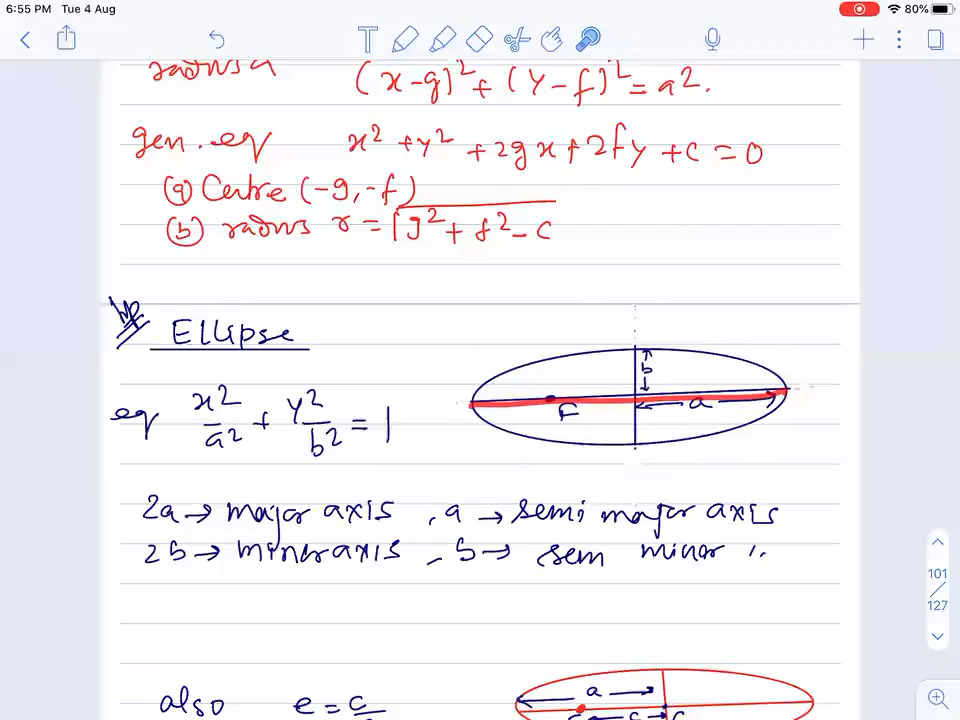 6:55 PM Tue 4 Aug
80%
radius a (x-g)² + (y-f)² = a².
gen. eq x² + y² + 2gx + 2fy + c = 0
(a) Centre (-g, -f)
(b) radius r = √g² + f² - c
Imp
Ellipse
b
a
F
eq x²/a² + y²/b² = 1
2a → major axis, a → semi major axis
2b → minor axis, b → sem minor "
101
/
127
a
also e = c/
c